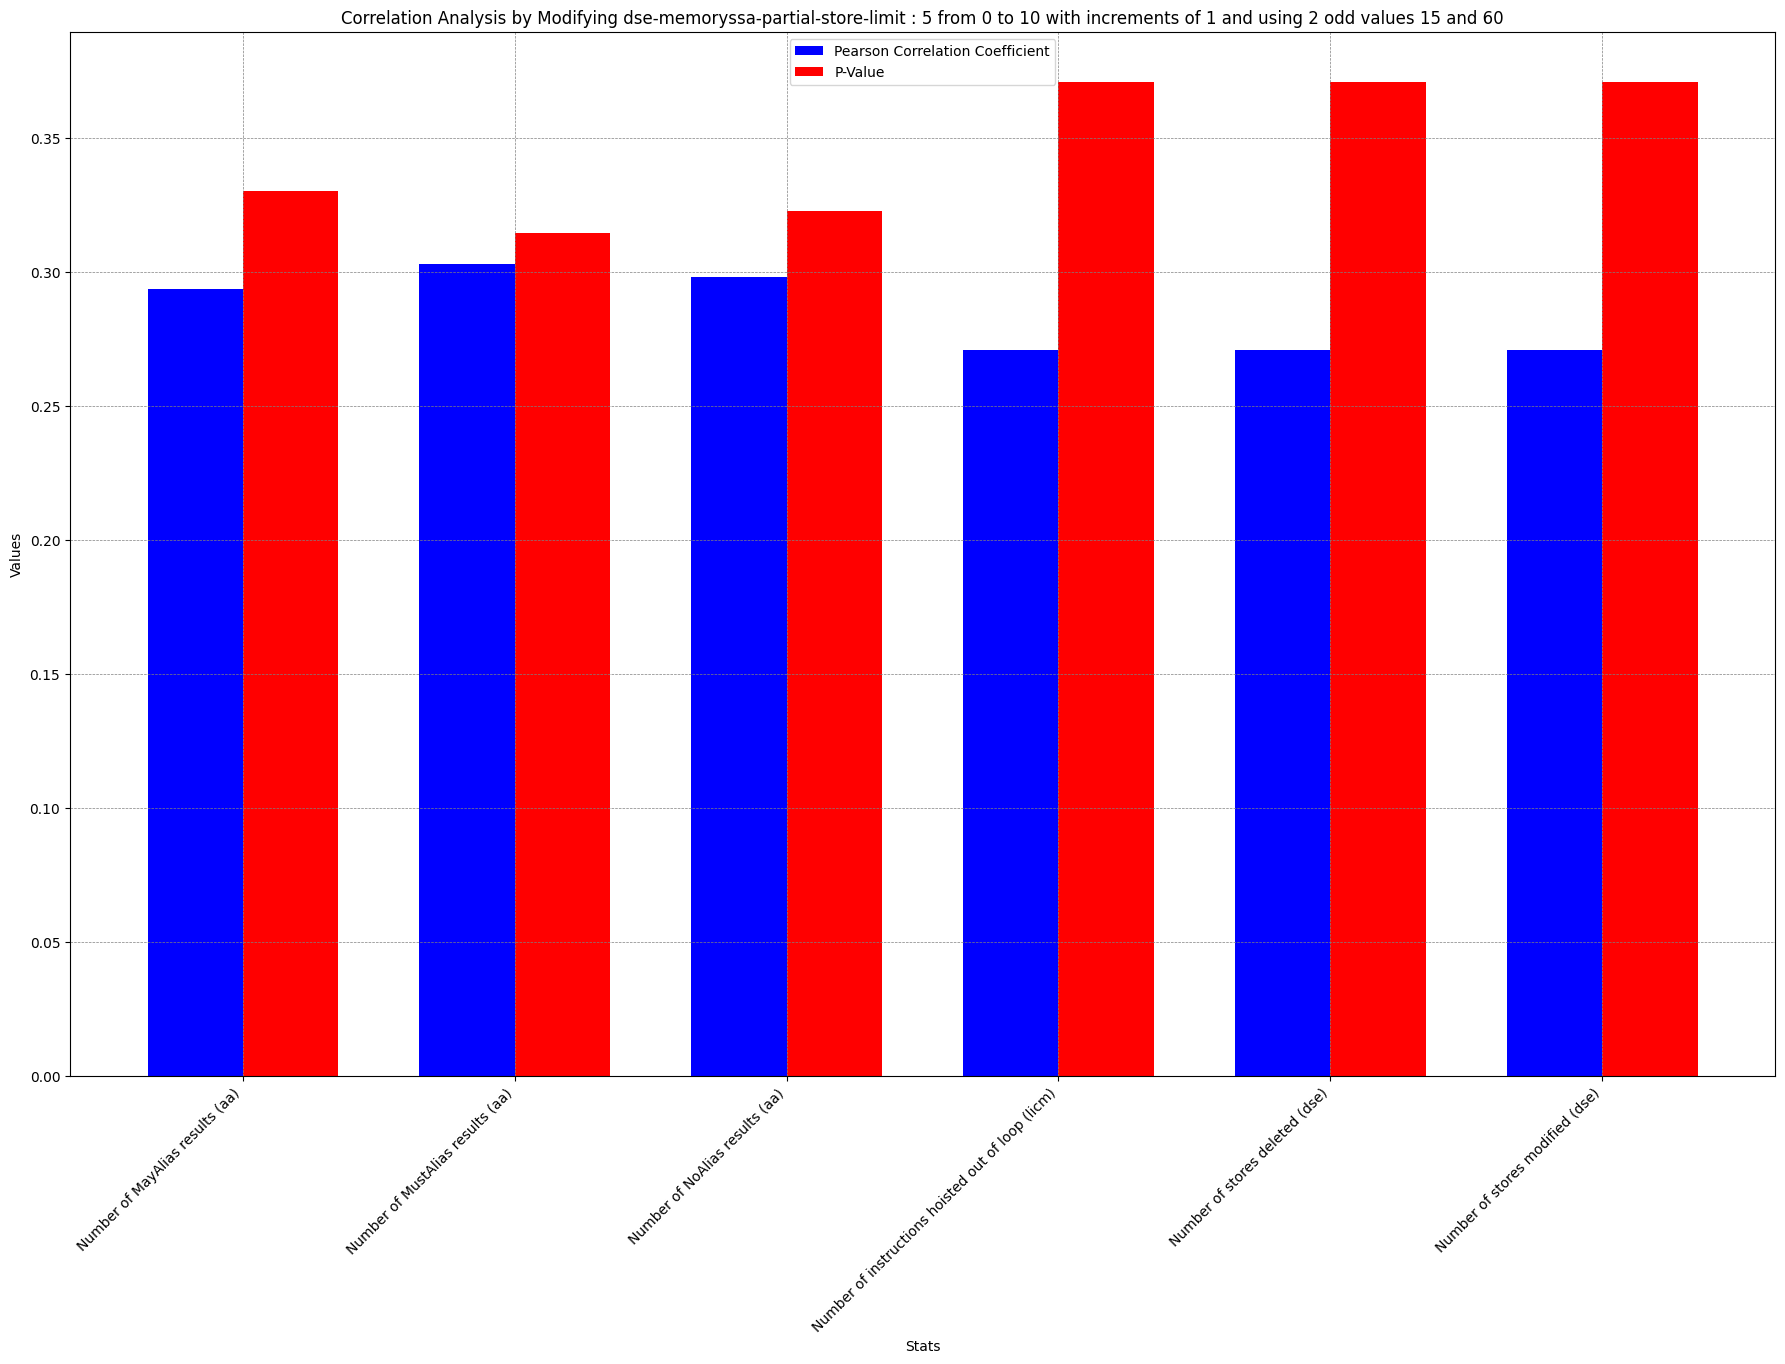 Correlation Analysis by Modifying dse-memoryssa-partial-store-limit : 5 from 0 to 10 with increments of 1 and using 2 odd values 15 and 60
Pearson Correlation Coefficient
P-Value
0.35
0.30
0.25
0.20
0.15
0.10
0.05
0.00
Values
Number of MayAlias results (aa)
Number of MustAlias results (aa)
Number of NoAlias results (aa)
Number of instructions hoisted out of loop (licm)
Number of stores deleted (dse)
Number of stores modified (dse)
Stats